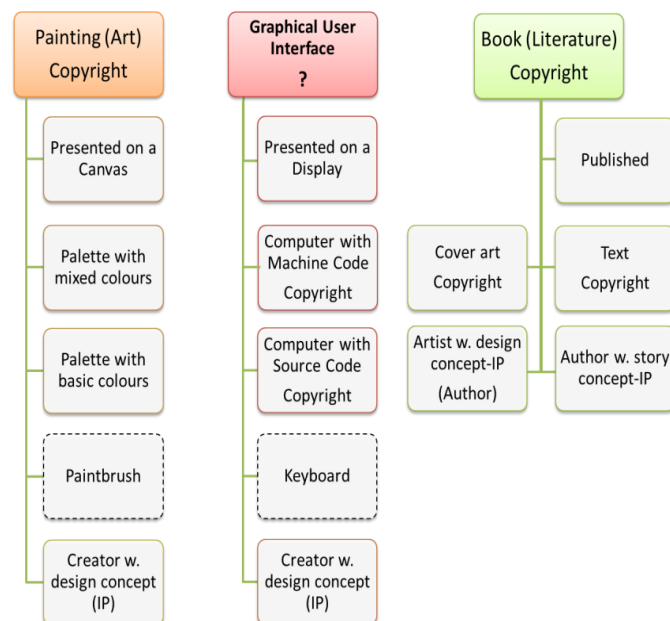 Painting (Art)
Copyright
Presented on a
Canvas
Palette with
mixed colours
Palette with
basic colours
Paintbrush
Creator w.
design concept
(IP)
Graphical User
Interface
?
Presented on a
Display
Computer with
Machine Code
Copyright
Computer with
Source Code
Copyright
Keyboard
Creator w.
design concept
(IP)
Book (Literature)
Copyright
Published
Cover art
Copyright
Text
Copyright
Artist w. design
concept-IP
(Author)
Author w. story
concept-IP